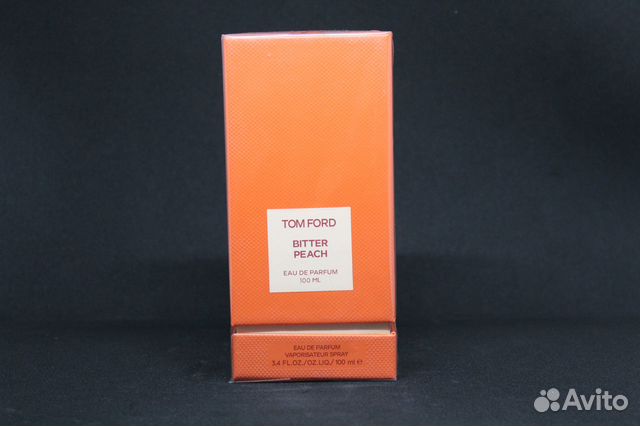 TOM FORD
BITTER
PEACH
EAU DE PARFUM
100 ML
EAU DE PARFUM
VAPORISATEUR SPRAY
3.4 FL.OZ./OZ.LIQ./ 100 ml ℮
Avito